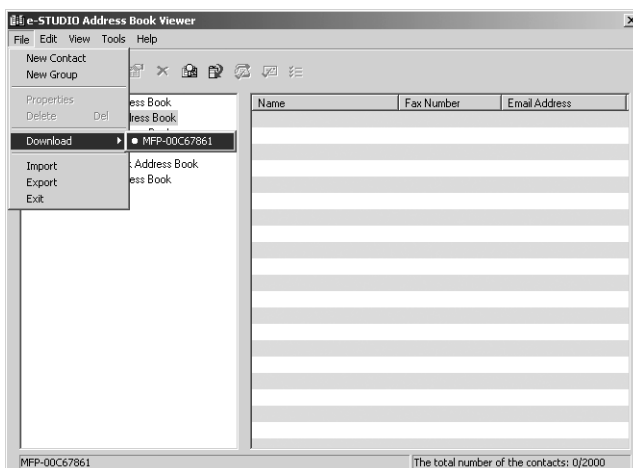 e-STUDIO Address Book Viewer
File Edit View Tools Help
New Contact
New Group
Properties
Delete Del
Download
MFP-00C67861
Import
Export
Exit
ess Book
dress Book
Address Book
ess Book
Name Fax Number Email Address
MFP-00C67861 The total number of the contacts: 0/2000